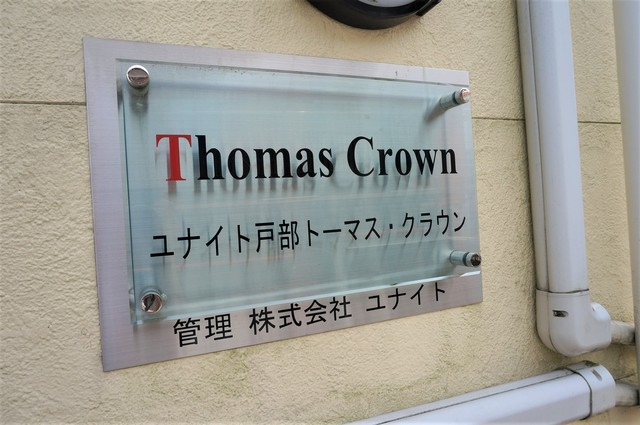 Thomas Crown
ユナイト戸部トーマス・クラウン
管理 株式会社 ユナイト